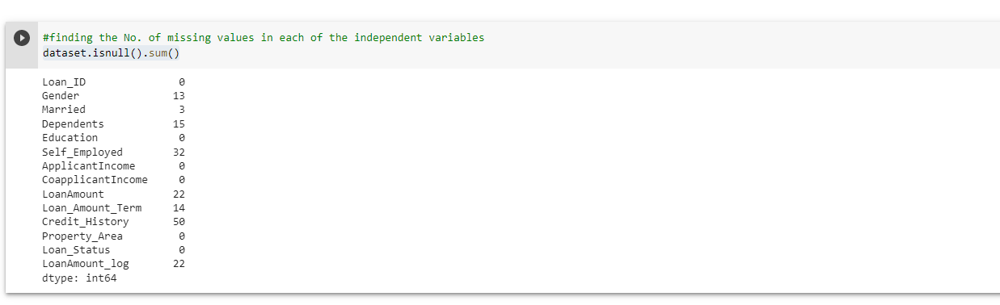 #finding the No. of missing values in each of the independent variables
dataset.isnull().sum()
Loan_ID 0
Gender 13
Married 3
Dependents 15
Education 0
Self_Employed 32
ApplicantIncome 0
CoapplicantIncome 0
LoanAmount 22
Loan_Amount_Term 14
Credit_History 50
Property_Area 0
Loan_Status 0
LoanAmount_log 22
dtype: int64